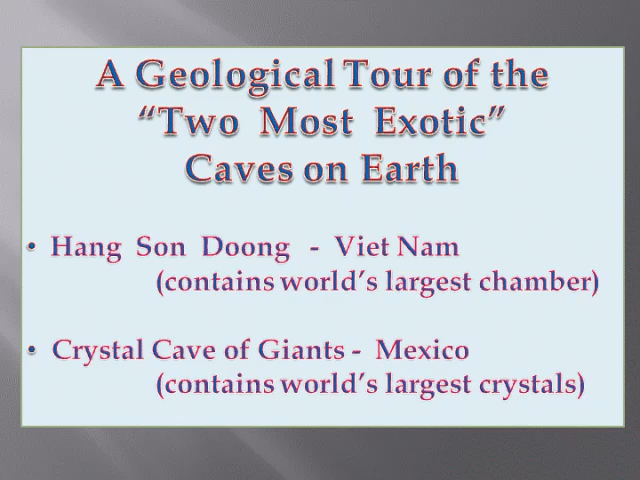 A Geological Tour of the
“Two Most Exotic”
Caves on Earth
• Hang Son Doong - Viet Nam
(contains world’s largest chamber)
• Crystal Cave of Giants - Mexico
(contains world’s largest crystals)